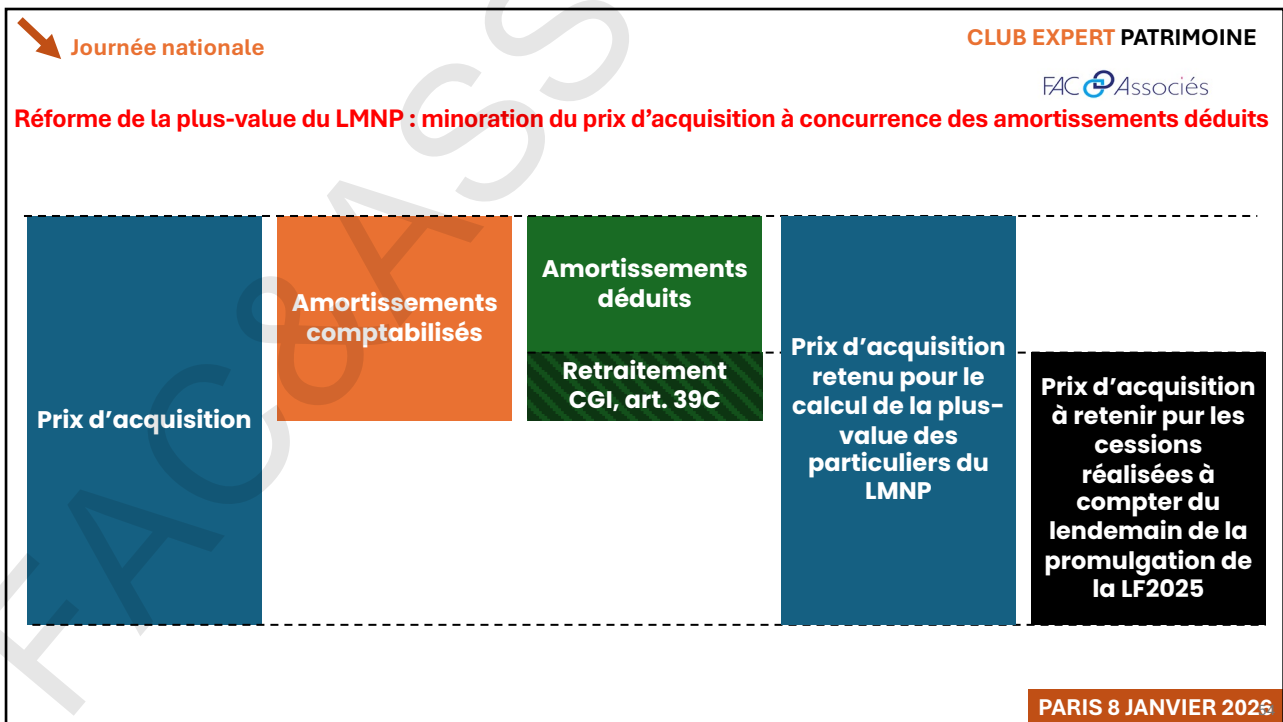 Journée nationale
CLUB EXPERT PATRIMOINE
FAC Associés
Réforme de la plus-value du LMNP : minoration du prix d’acquisition à concurrence des amortissements déduits
Prix d’acquisition
Amortissements
comptabilisés
Amortissements
déduits
Retraitement
CGI, art. 39C
Prix d’acquisition
retenu pour le
calcul de la plus-
value des
particuliers du
LMNP
Prix d’acquisition
à retenir pur les
cessions
réalisées à
compter du
lendemain de la
promulgation de
la LF2025
PARIS 8 JANVIER 2026
FAC&ASS